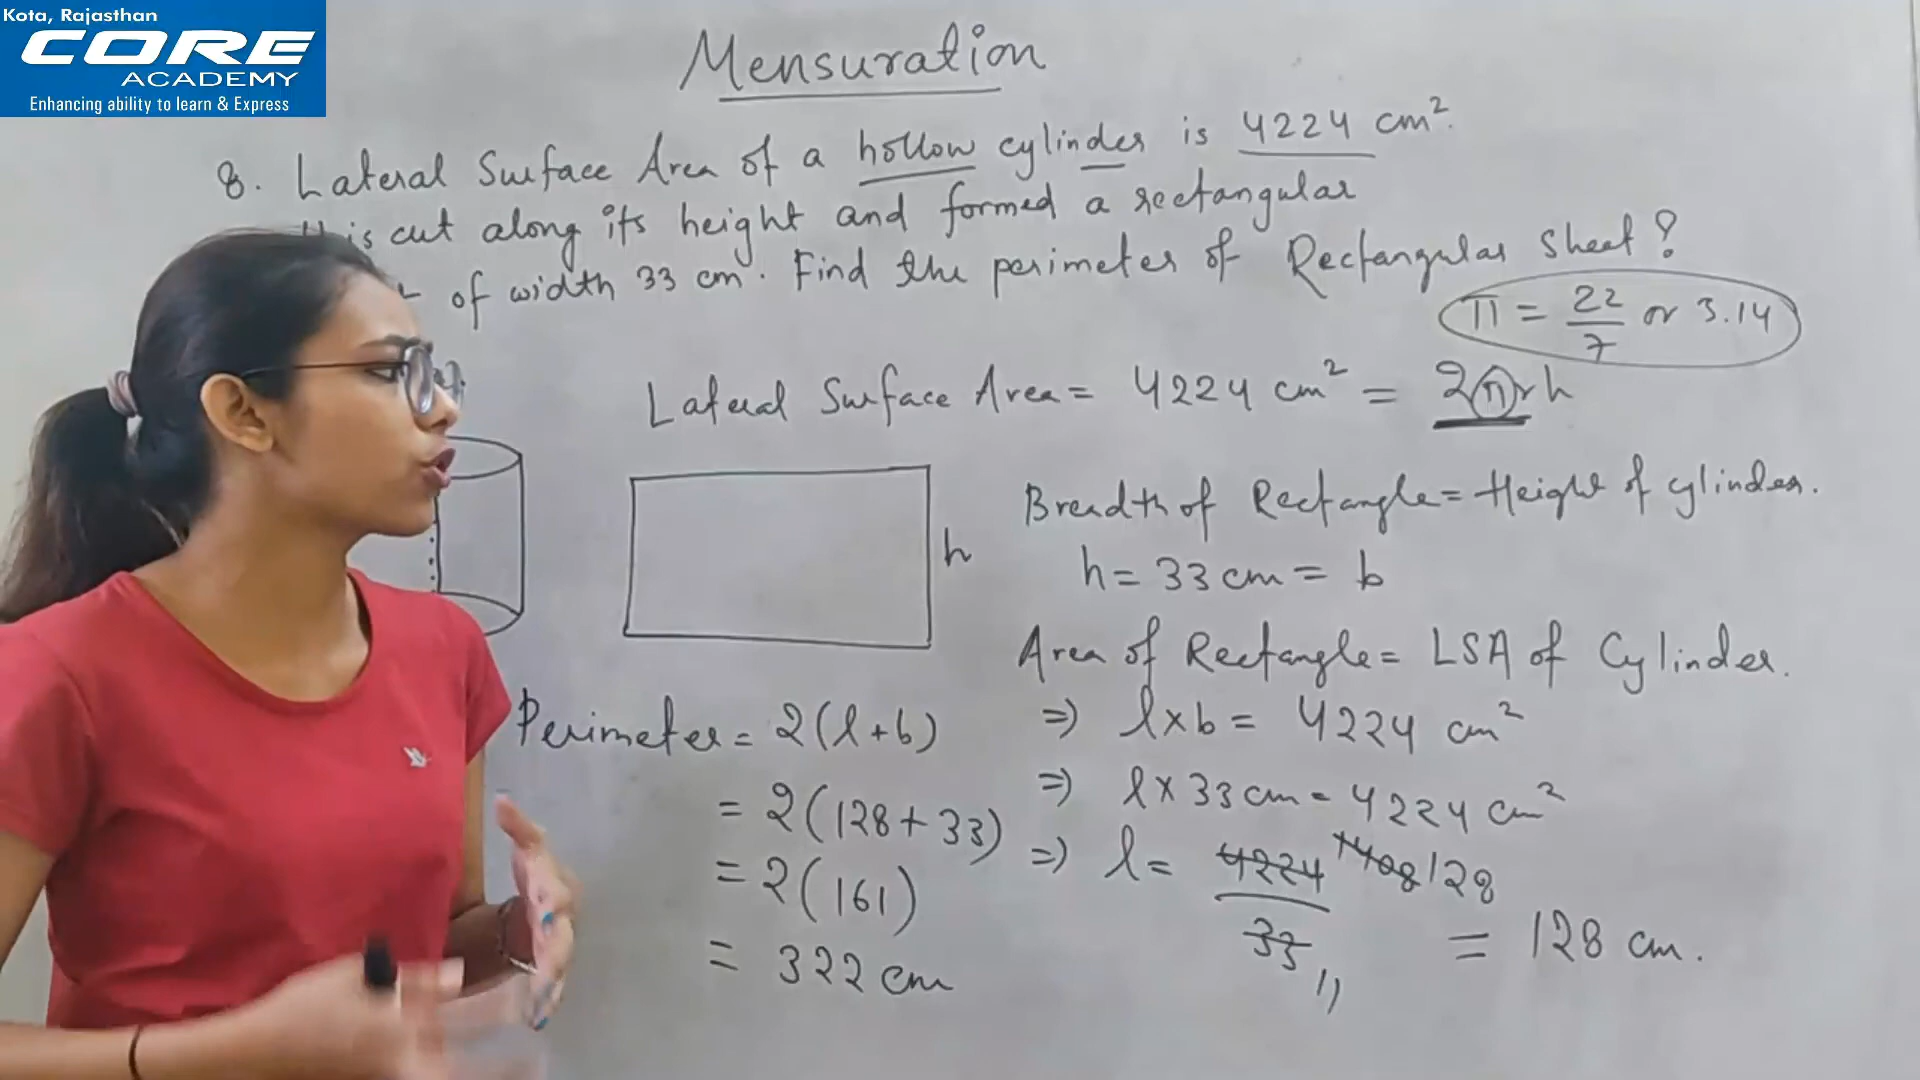 Kota, Rajasthan
CORE
ACADEMY
Enhancing ability to learn & Express
Mensuration
8. Lateral Surface Area of a hollow cylinder is 4224 cm².
is cut along its height and formed a rectangular
of width 33 cm. Find the perimeter of Rectangular Sheet?
π = 22/7 or 3.14
Lateral Surface Area = 4224 cm² = 2πrh
h
Breadth of Rectangle = Height of cylinder.
h = 33 cm = b
Area of Rectangle = LSA of Cylinder.
⇒ l×b = 4224 cm²
⇒ l×33 cm = 4224 cm²
⇒ l = 4224 1408 128
33 11
= 128 cm.
Perimeter = 2(l+b)
= 2(128+33)
= 2(161)
= 322 cm